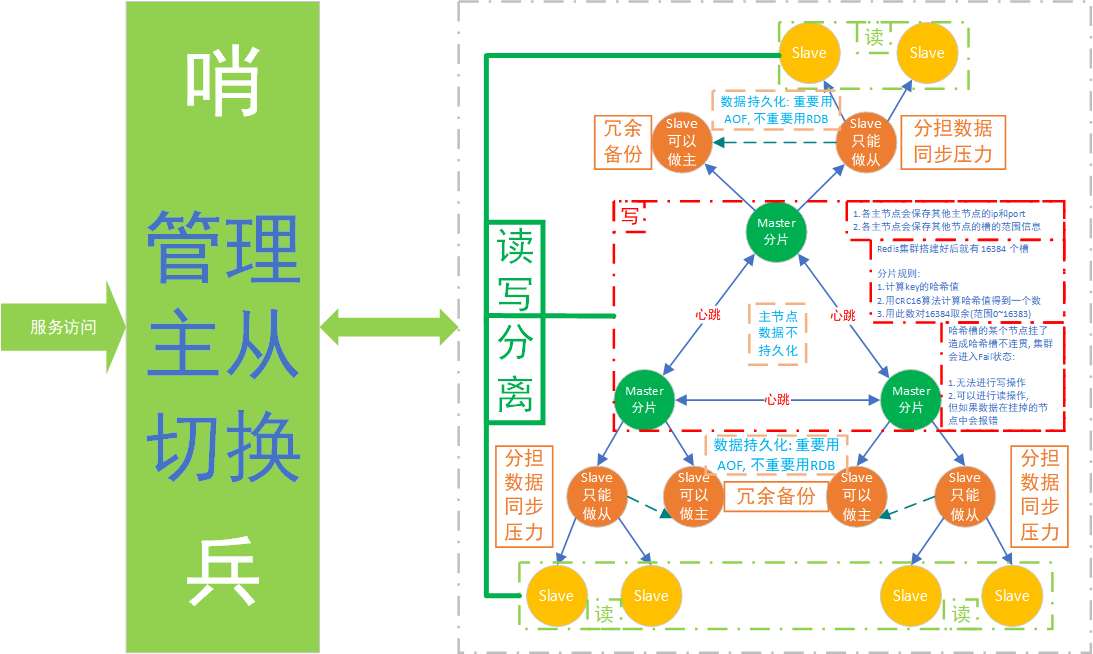 服务访问
哨
管理
主从
切换
兵
读
写
分
离
Slave
读
Slave
数据持久化: 重要用
AOF, 不重要用RDB
冗余
备份
Slave
可以
做主
Slave
只能
做从
分担数据
同步压力
写
Master
分片
1.各主节点会保存其他主节点的ip和port
2.各主节点会保存其他节点的槽的范围信息
Redis集群搭建好后就有 16384 个槽
分片规则:
1.计算key的哈希值
2.用CRC16算法计算哈希值得到一个数
3.用此数对16384取余(范围0~16383)
心跳
主节点
数据不
持久化
心跳
哈希槽的某个节点挂了
造成哈希槽不连贯, 集群
会进入Fail状态:
1.无法进行写操作
2.可以进行读操作,
但如果数据在挂掉的节
点中会报错
Master
分片
心跳
Master
分片
数据持久化: 重要用
AOF, 不重要用RDB
分担
数据
同步
压力
Slave
只能
做从
Slave
可以
做主
冗余备份
Slave
可以
做主
Slave
只能
做从
分担
数据
同步
压力
Slave
读
Slave
Slave
读
Slave